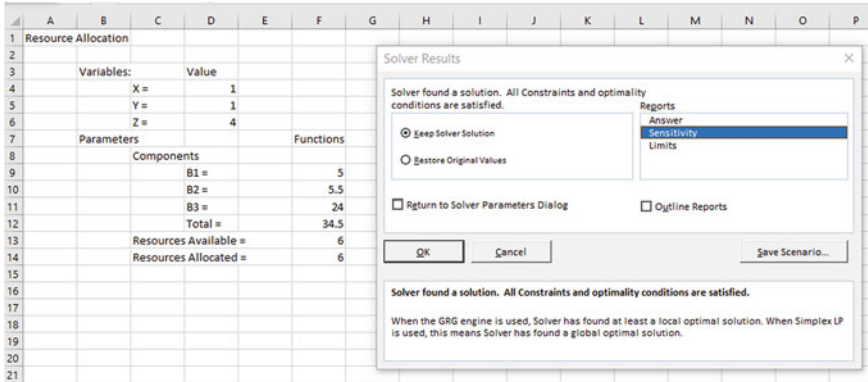 A B C D E F G H I J K L M N O P
1 Resource Allocation
2
3 Variables: Value
4 X = 1
5 Y = 1
6 Z = 4
7 Parameters Functions
8 Components
9 B1 = 5
10 B2 = 5.5
11 B3 = 24
12 Total = 34.5
13 Resources Available = 6
14 Resources Allocated = 6
15
16
17
18
19
20
21
Solver Results
Solver found a solution. All Constraints and optimality
conditions are satisfied.
Reports
Keep Solver Solution
Restore Original Values
Answer
Sensitivity
Limits
Return to Solver Parameters Dialog
Outline Reports
OK
Cancel
Save Scenario...
Solver found a solution. All Constraints and optimality conditions are satisfied.
When the GRG engine is used, Solver has found at least a local optimal solution. When Simplex LP
is used, this means Solver has found a global optimal solution.